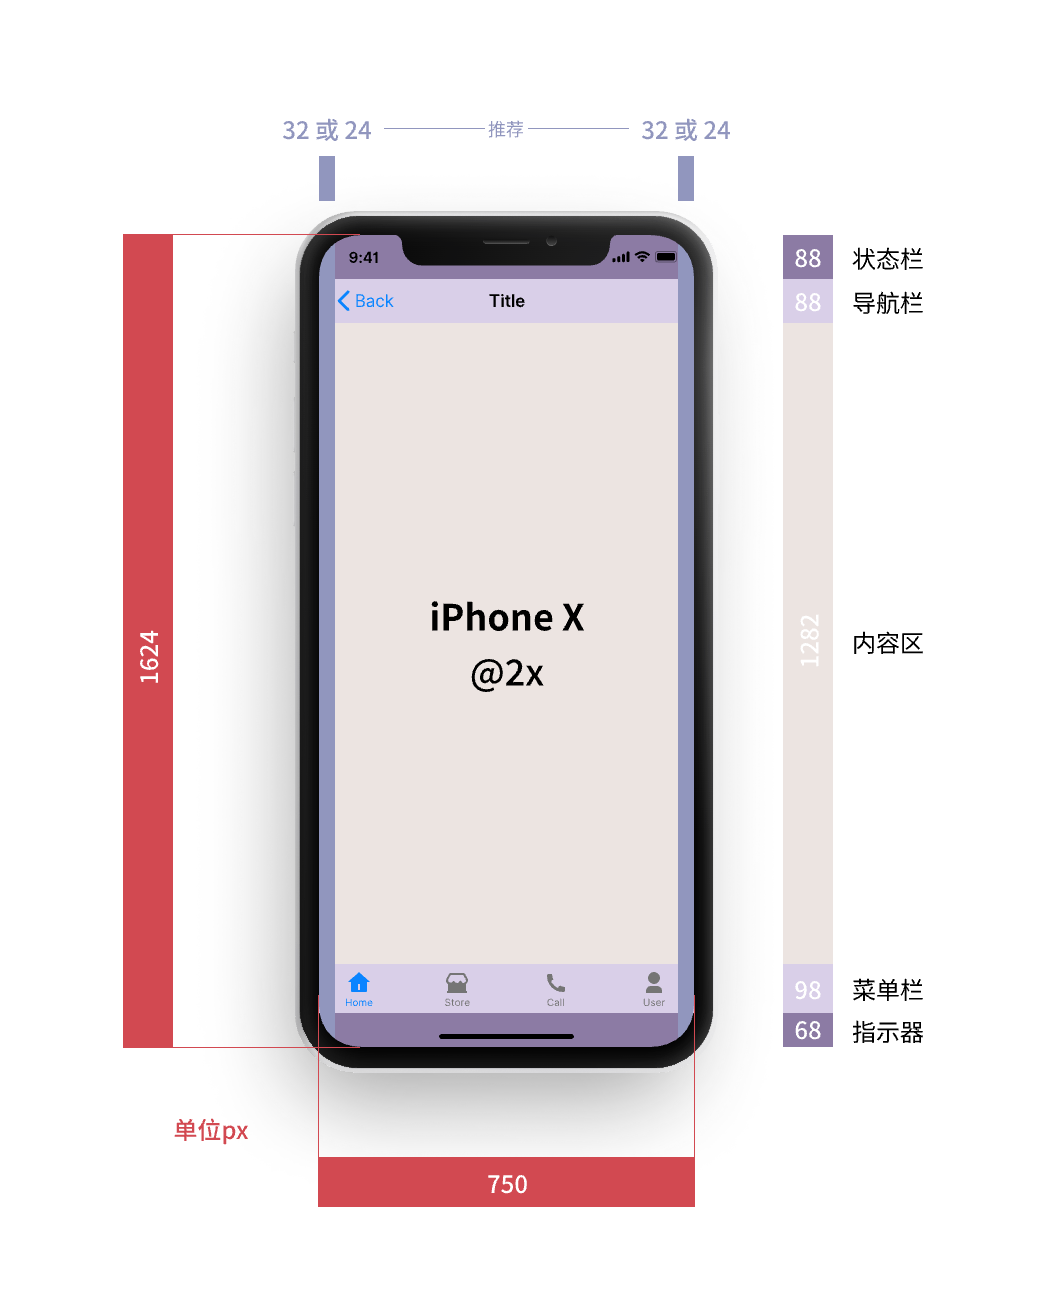 32 或 24 推荐 32 或 24
9:41
88 状态栏
Back Title
88 导航栏
iPhone X
@2x
1624
1282
内容区
Home Store Call User
98 菜单栏
68 指示器
单位px
750